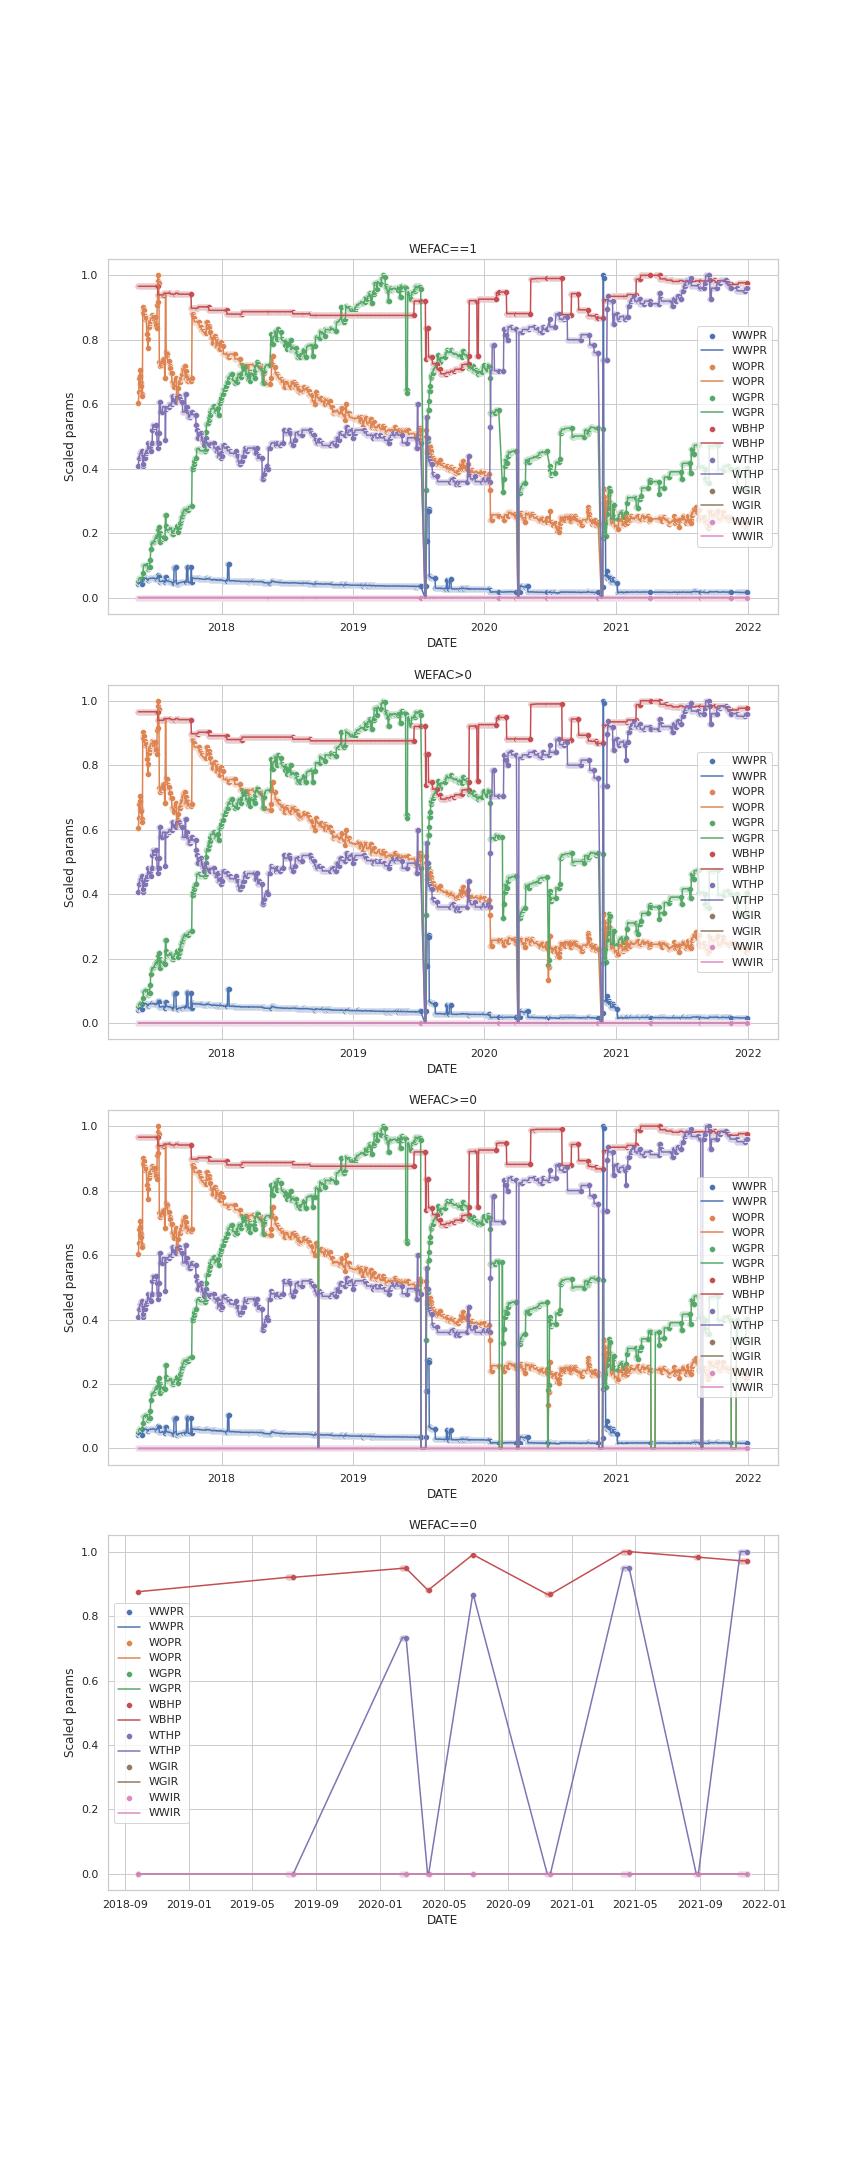 WEFAC==1
1.0
0.8
0.6
0.4
0.2
0.0
Scaled params
WWPR
WWPR
WOPR
WOPR
WGPR
WGPR
WBHP
WBHP
WTHP
WTHP
WGIR
WGIR
WWIR
WWIR
2018 2019 2020 2021 2022
DATE
WEFAC>0
1.0
0.8
0.6
0.4
0.2
0.0
Scaled params
WWPR
WWPR
WOPR
WOPR
WGPR
WGPR
WBHP
WBHP
WTHP
WTHP
WGIR
WGIR
WWIR
WWIR
2018 2019 2020 2021 2022
DATE
WEFAC>=0
1.0
0.8
0.6
0.4
0.2
0.0
Scaled params
WWPR
WWPR
WOPR
WOPR
WGPR
WGPR
WBHP
WBHP
WTHP
WTHP
WGIR
WGIR
WWIR
WWIR
2018 2019 2020 2021 2022
DATE
WEFAC==0
1.0
0.8
0.6
0.4
0.2
0.0
Scaled params
WWPR
WWPR
WOPR
WOPR
WGPR
WGPR
WBHP
WBHP
WTHP
WTHP
WGIR
WGIR
WWIR
WWIR
2018-09 2019-01 2019-05 2019-09 2020-01 2020-05 2020-09 2021-01 2021-05 2021-09 2022-01
DATE